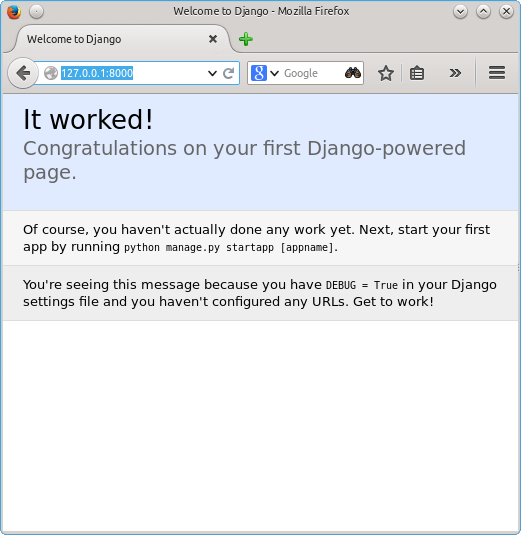 Welcome to Django - Mozilla Firefox
Welcome to Django
127.0.0.1:8000
Google
It worked!
Congratulations on your first Django-powered
page.
Of course, you haven't actually done any work yet. Next, start your first
app by running python manage.py startapp [appname].
You're seeing this message because you have DEBUG = True in your Django
settings file and you haven't configured any URLs. Get to work!